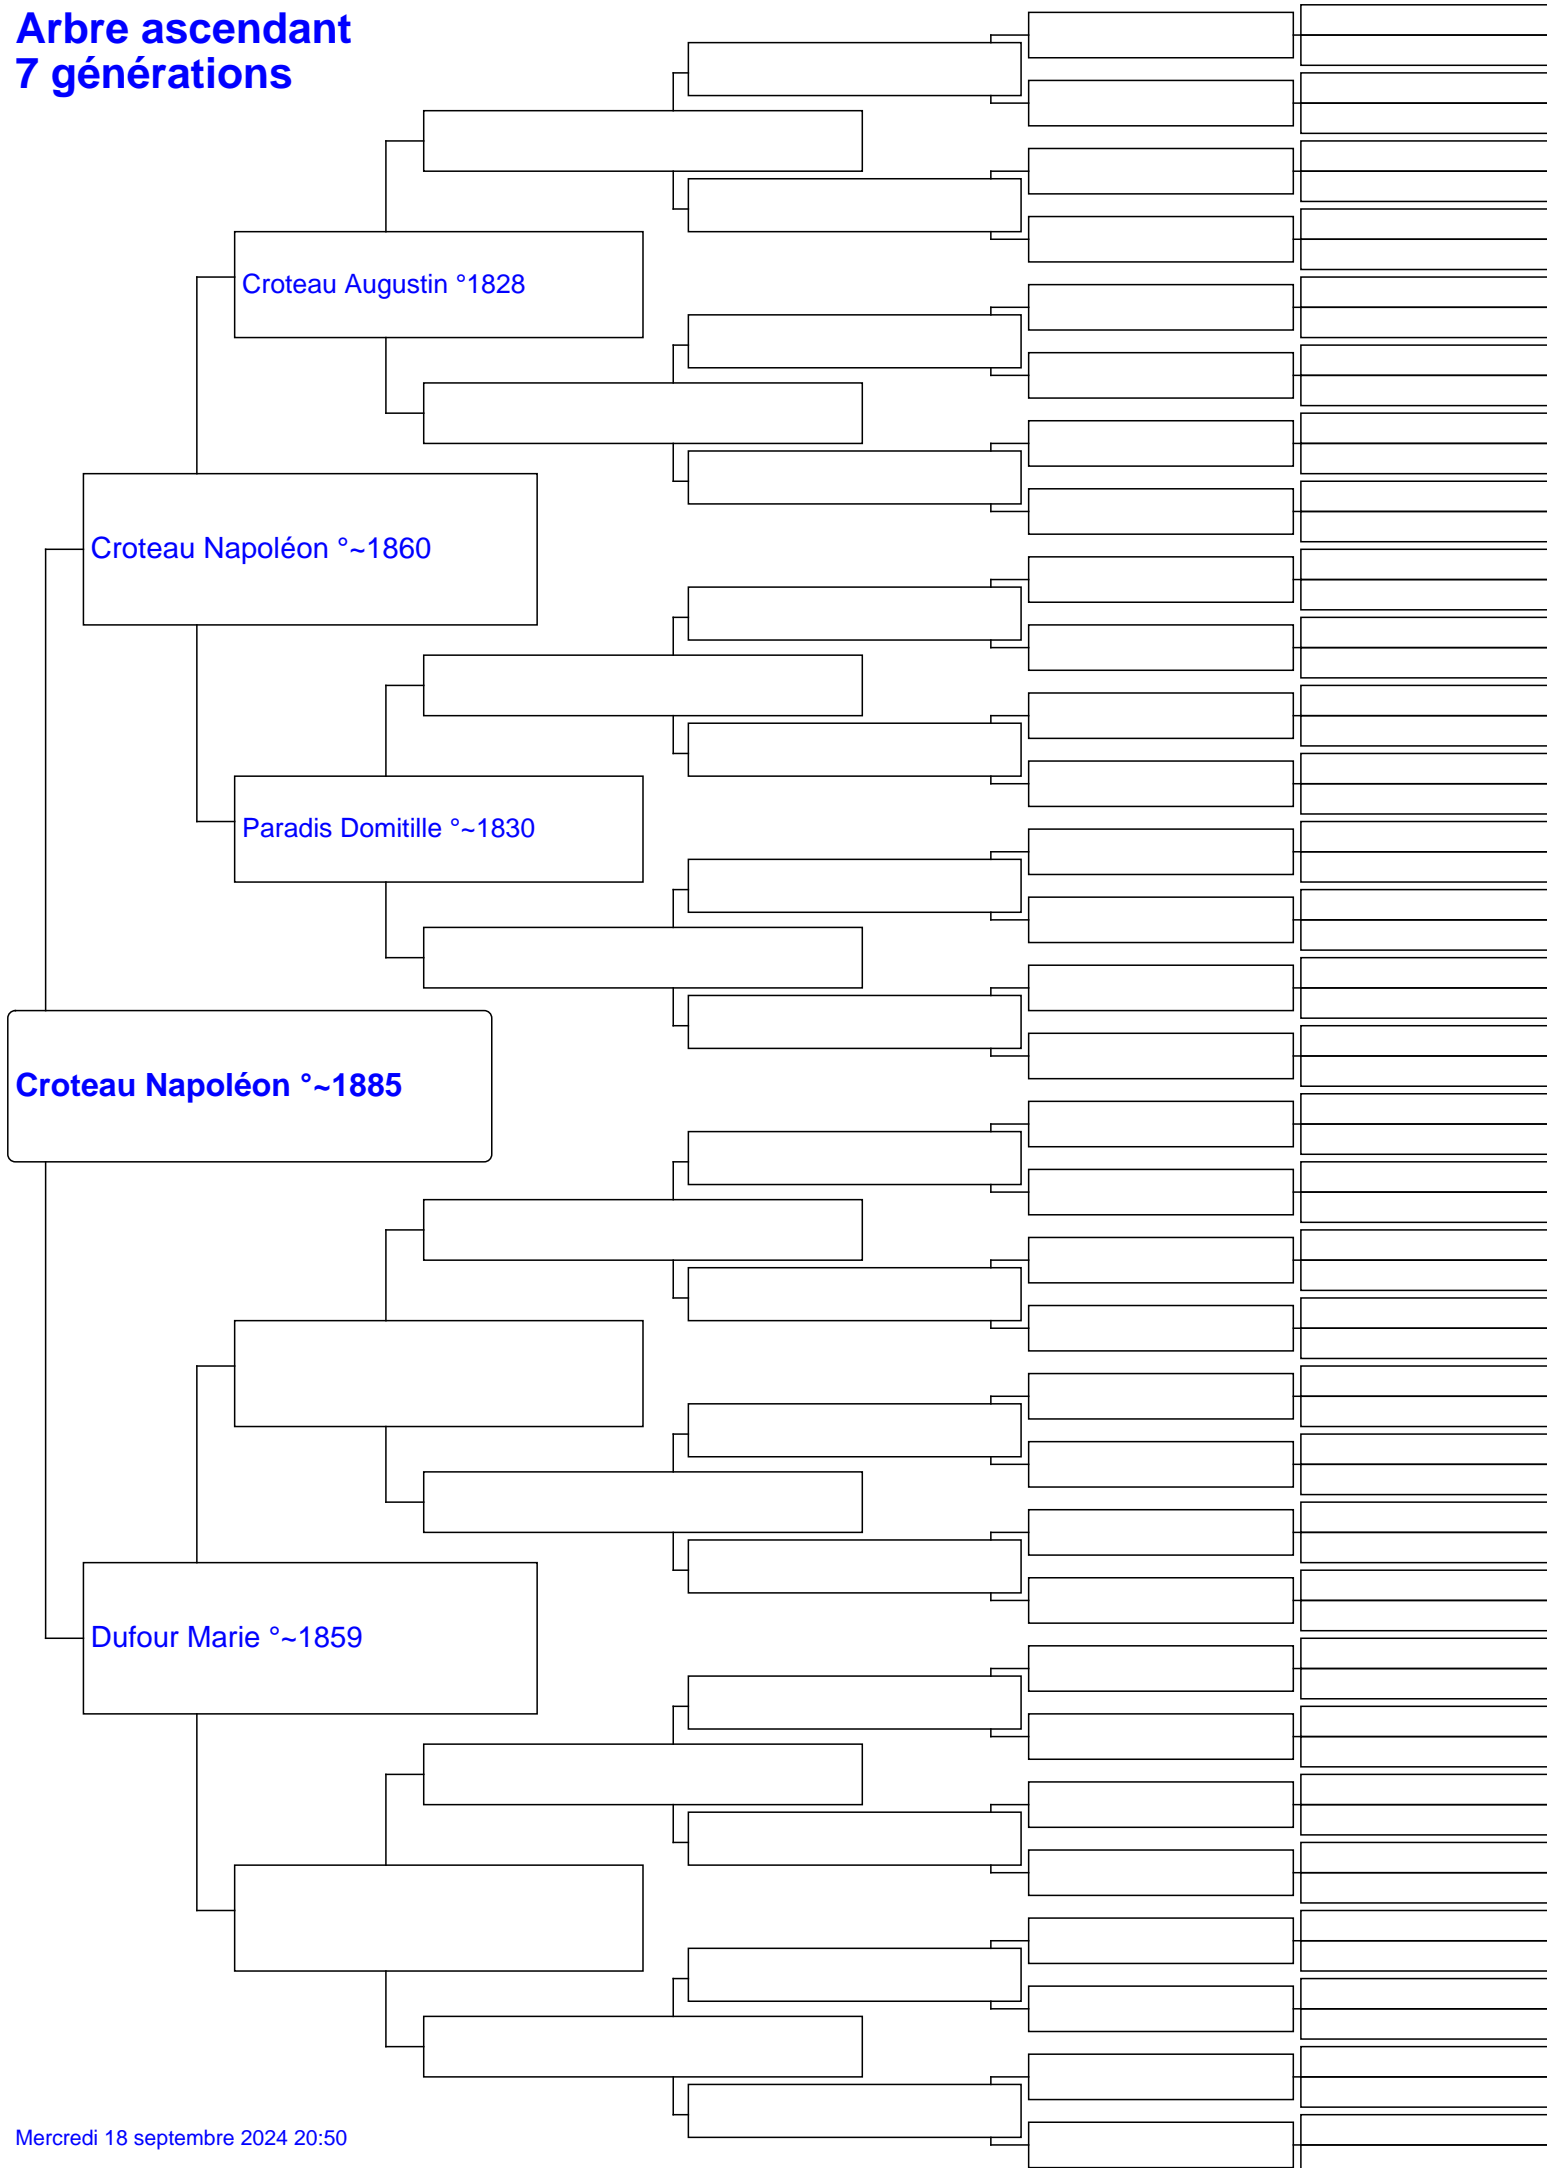 Arbre ascendant
7 générations
Croteau Augustin °1828
Croteau Napoléon °~1860
Paradis Domitille °~1830
Croteau Napoléon °~1885
Dufour Marie °~1859
Mercredi 18 septembre 2024 20:50